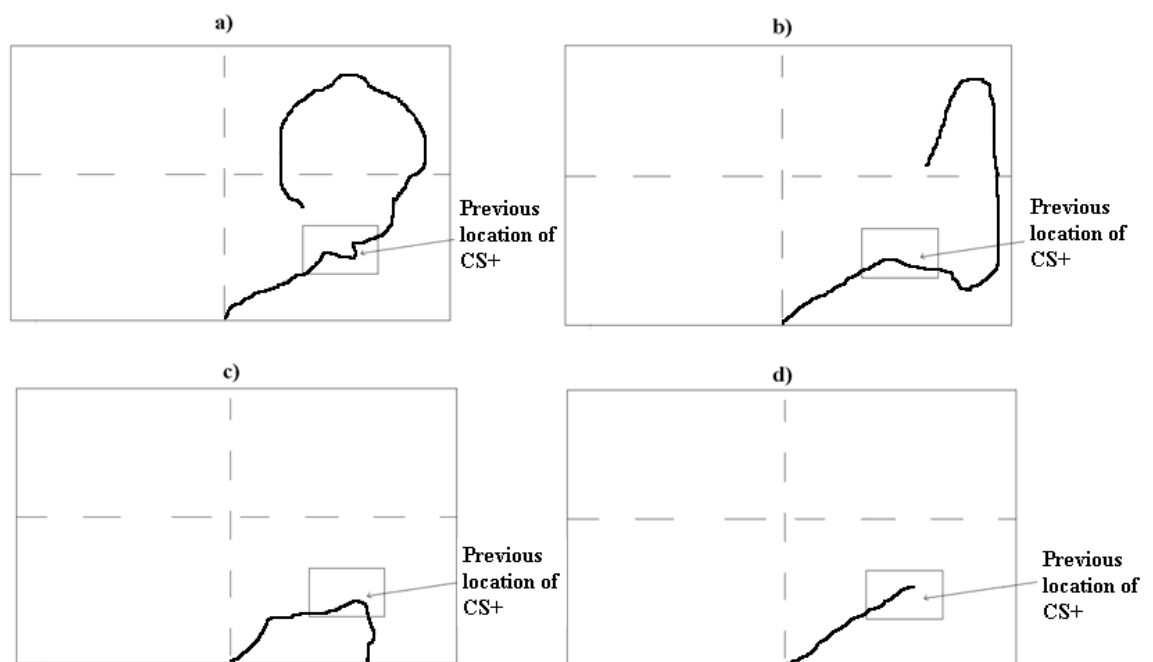 a)
b)
Previous
location of
CS+
Previous
location of
CS+
c)
d)
Previous
location of
CS+
Previous
location of
CS+